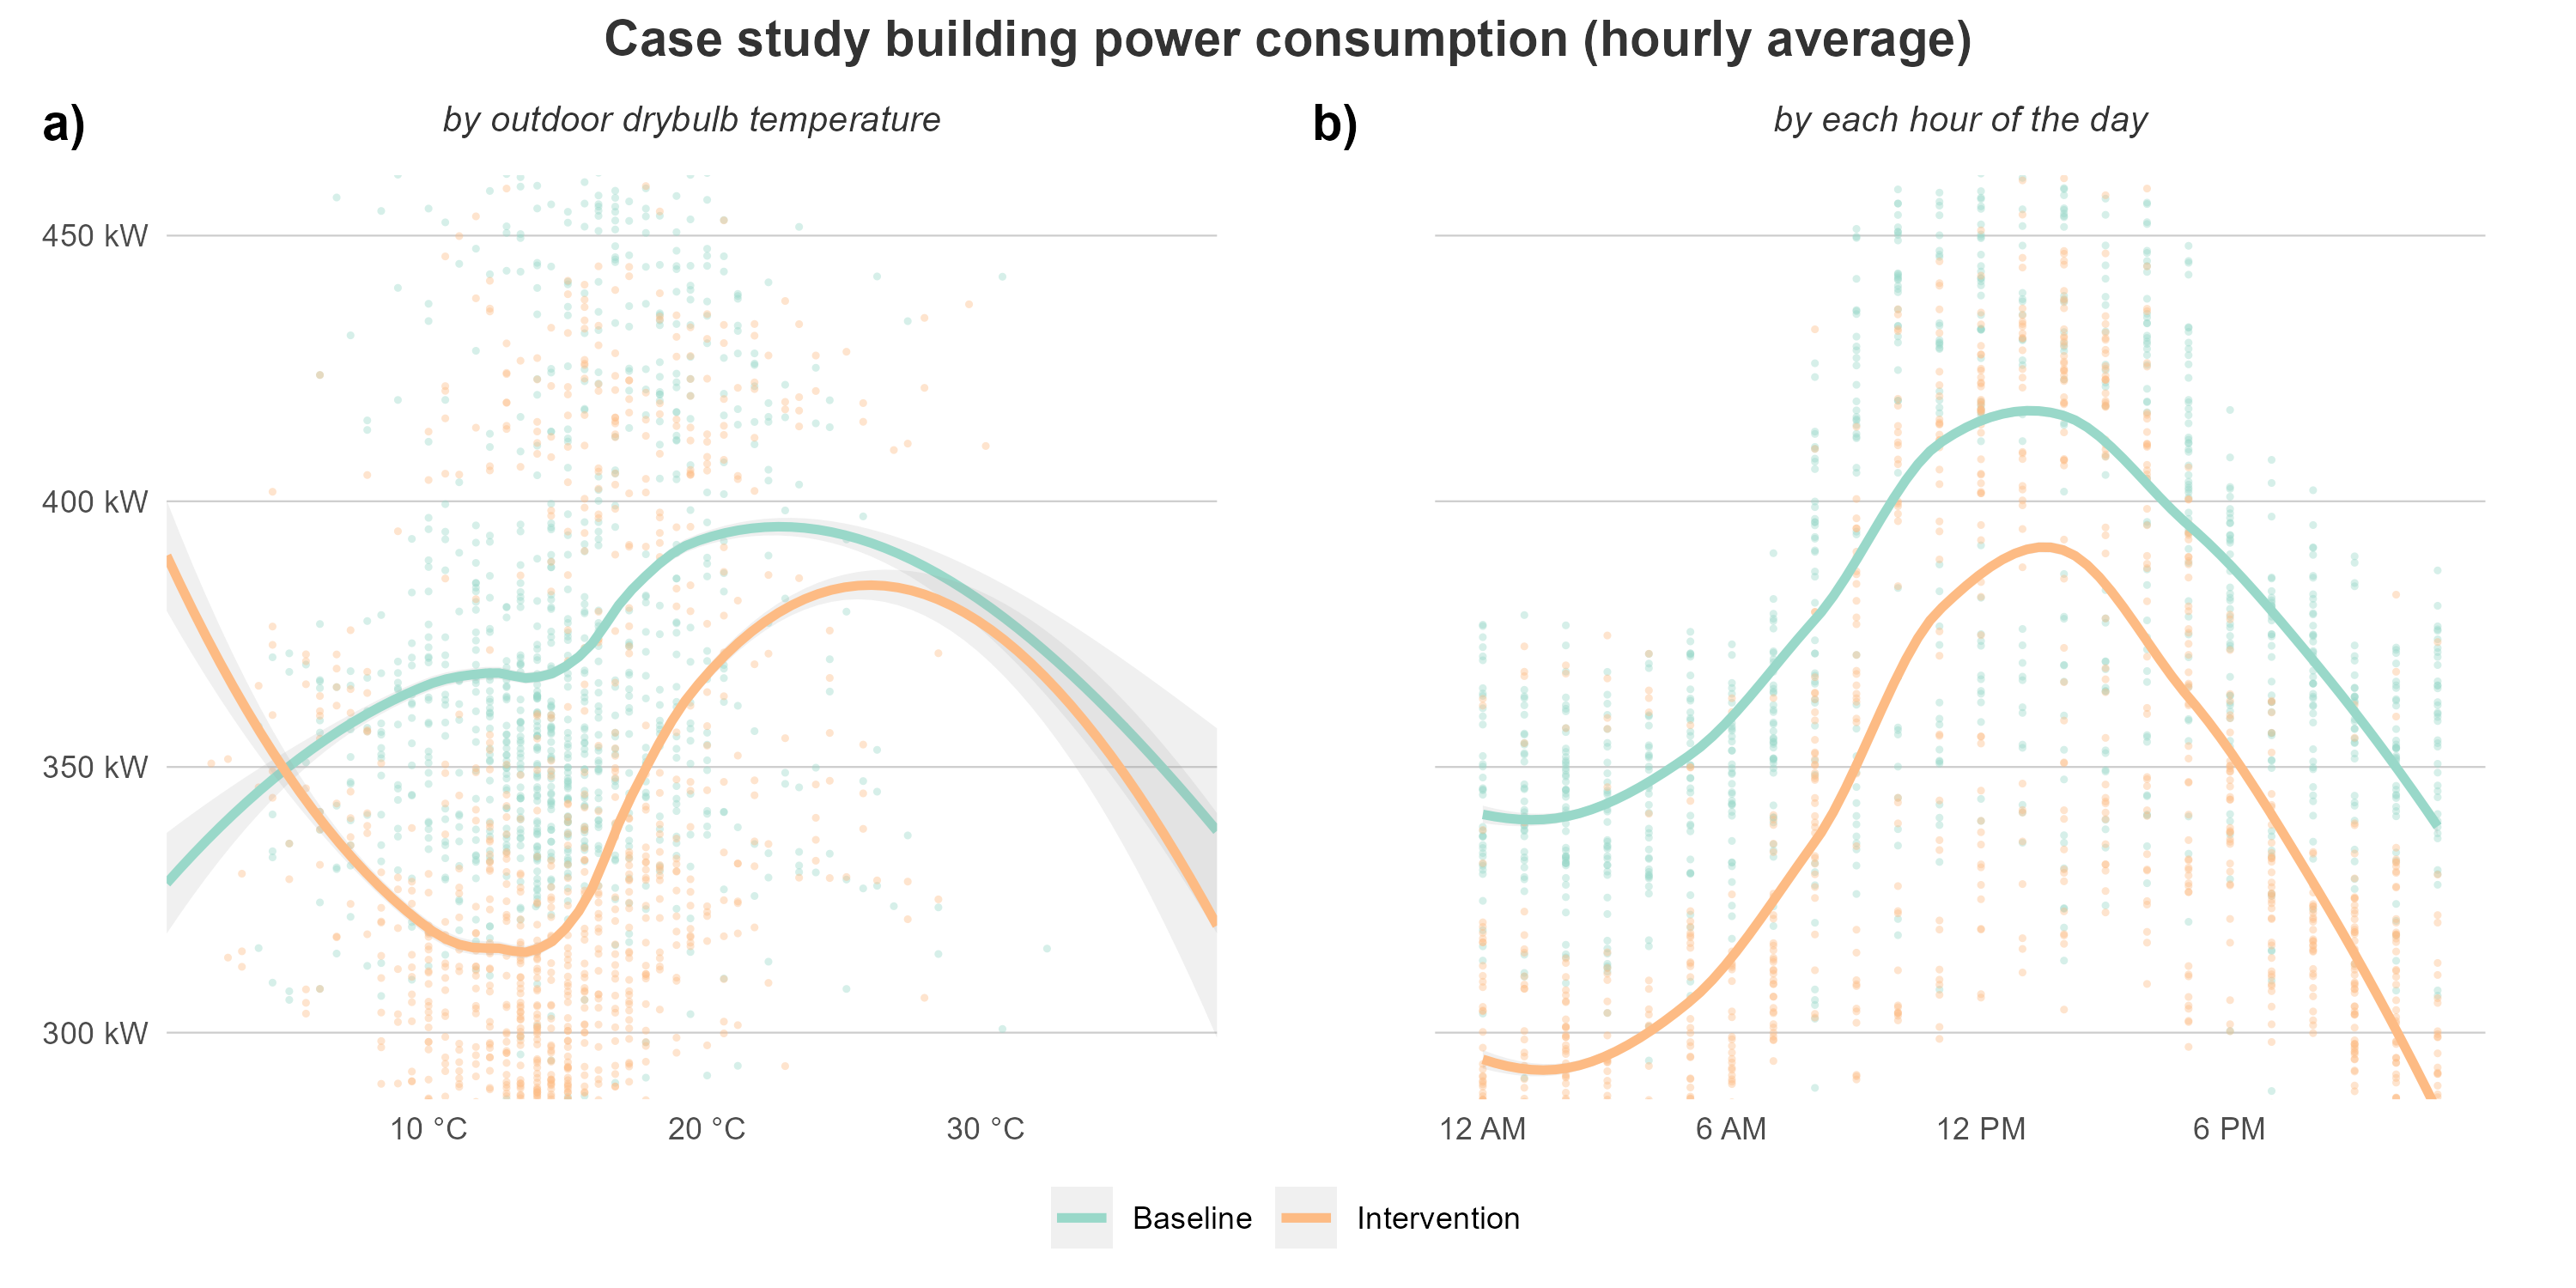 Case study building power consumption (hourly average)
a)
by outdoor drybulb temperature
450 kW
400 kW
350 kW
300 kW
10 °C 20 °C 30 °C
b)
by each hour of the day
12 AM 6 AM 12 PM 6 PM
Baseline Intervention